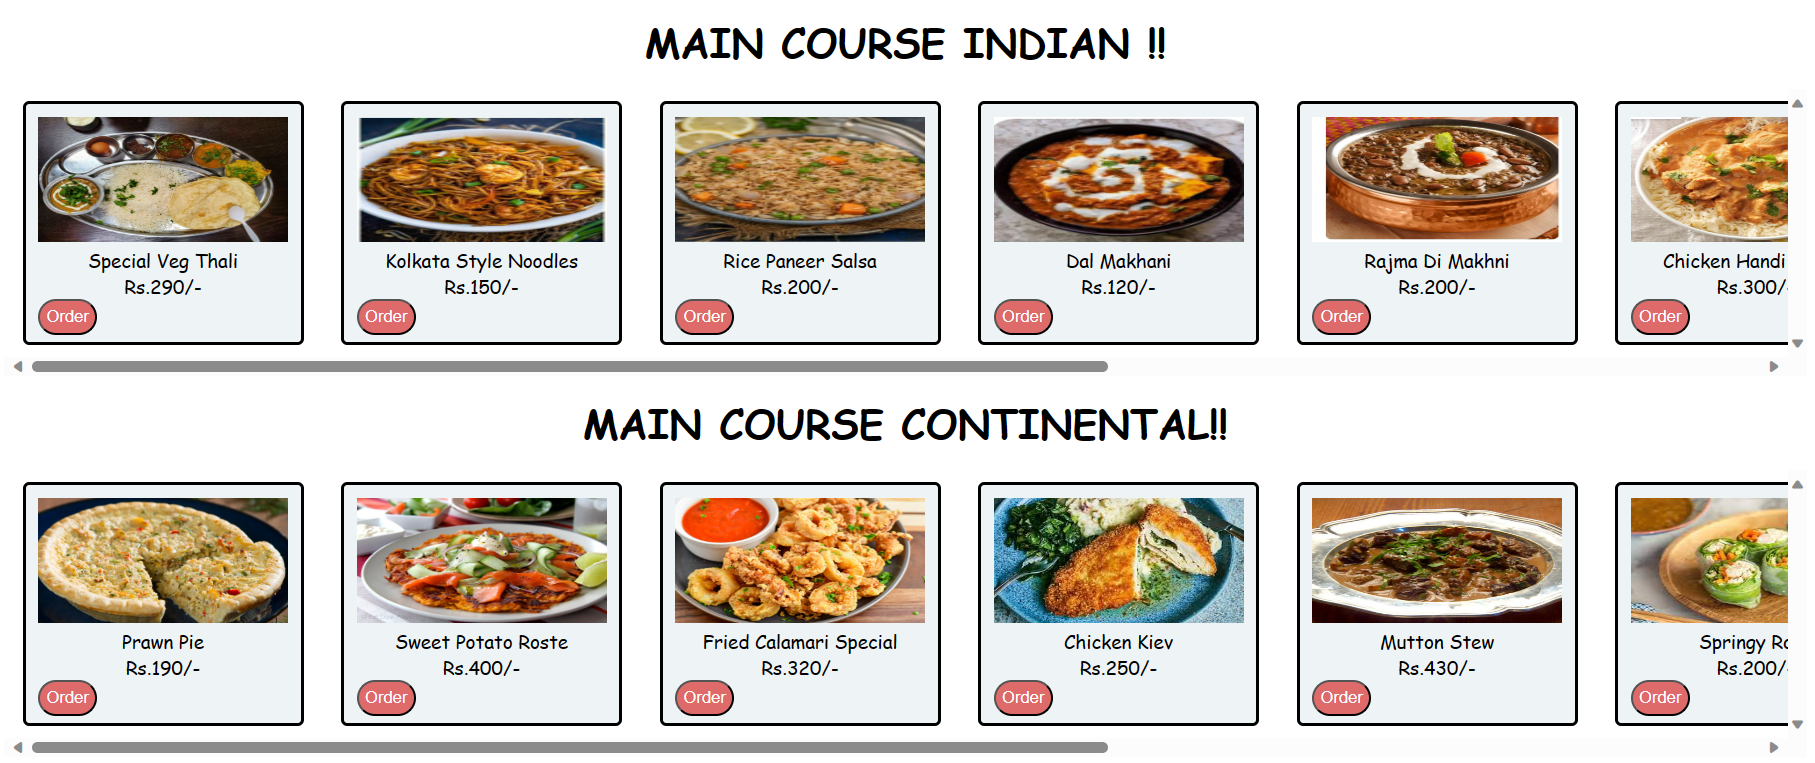 MAIN COURSE INDIAN !!
Special Veg Thali
Rs.290/-
Order
Kolkata Style Noodles
Rs.150/-
Order
Rice Paneer Salsa
Rs.200/-
Order
Dal Makhani
Rs.120/-
Order
Rajma Di Makhni
Rs.200/-
Order
Chicken Handi
Rs.300/-
Order
MAIN COURSE CONTINENTAL!!
Prawn Pie
Rs.190/-
Order
Sweet Potato Roste
Rs.400/-
Order
Fried Calamari Special
Rs.320/-
Order
Chicken Kiev
Rs.250/-
Order
Mutton Stew
Rs.430/-
Order
Springy
Rs.200/-
Order